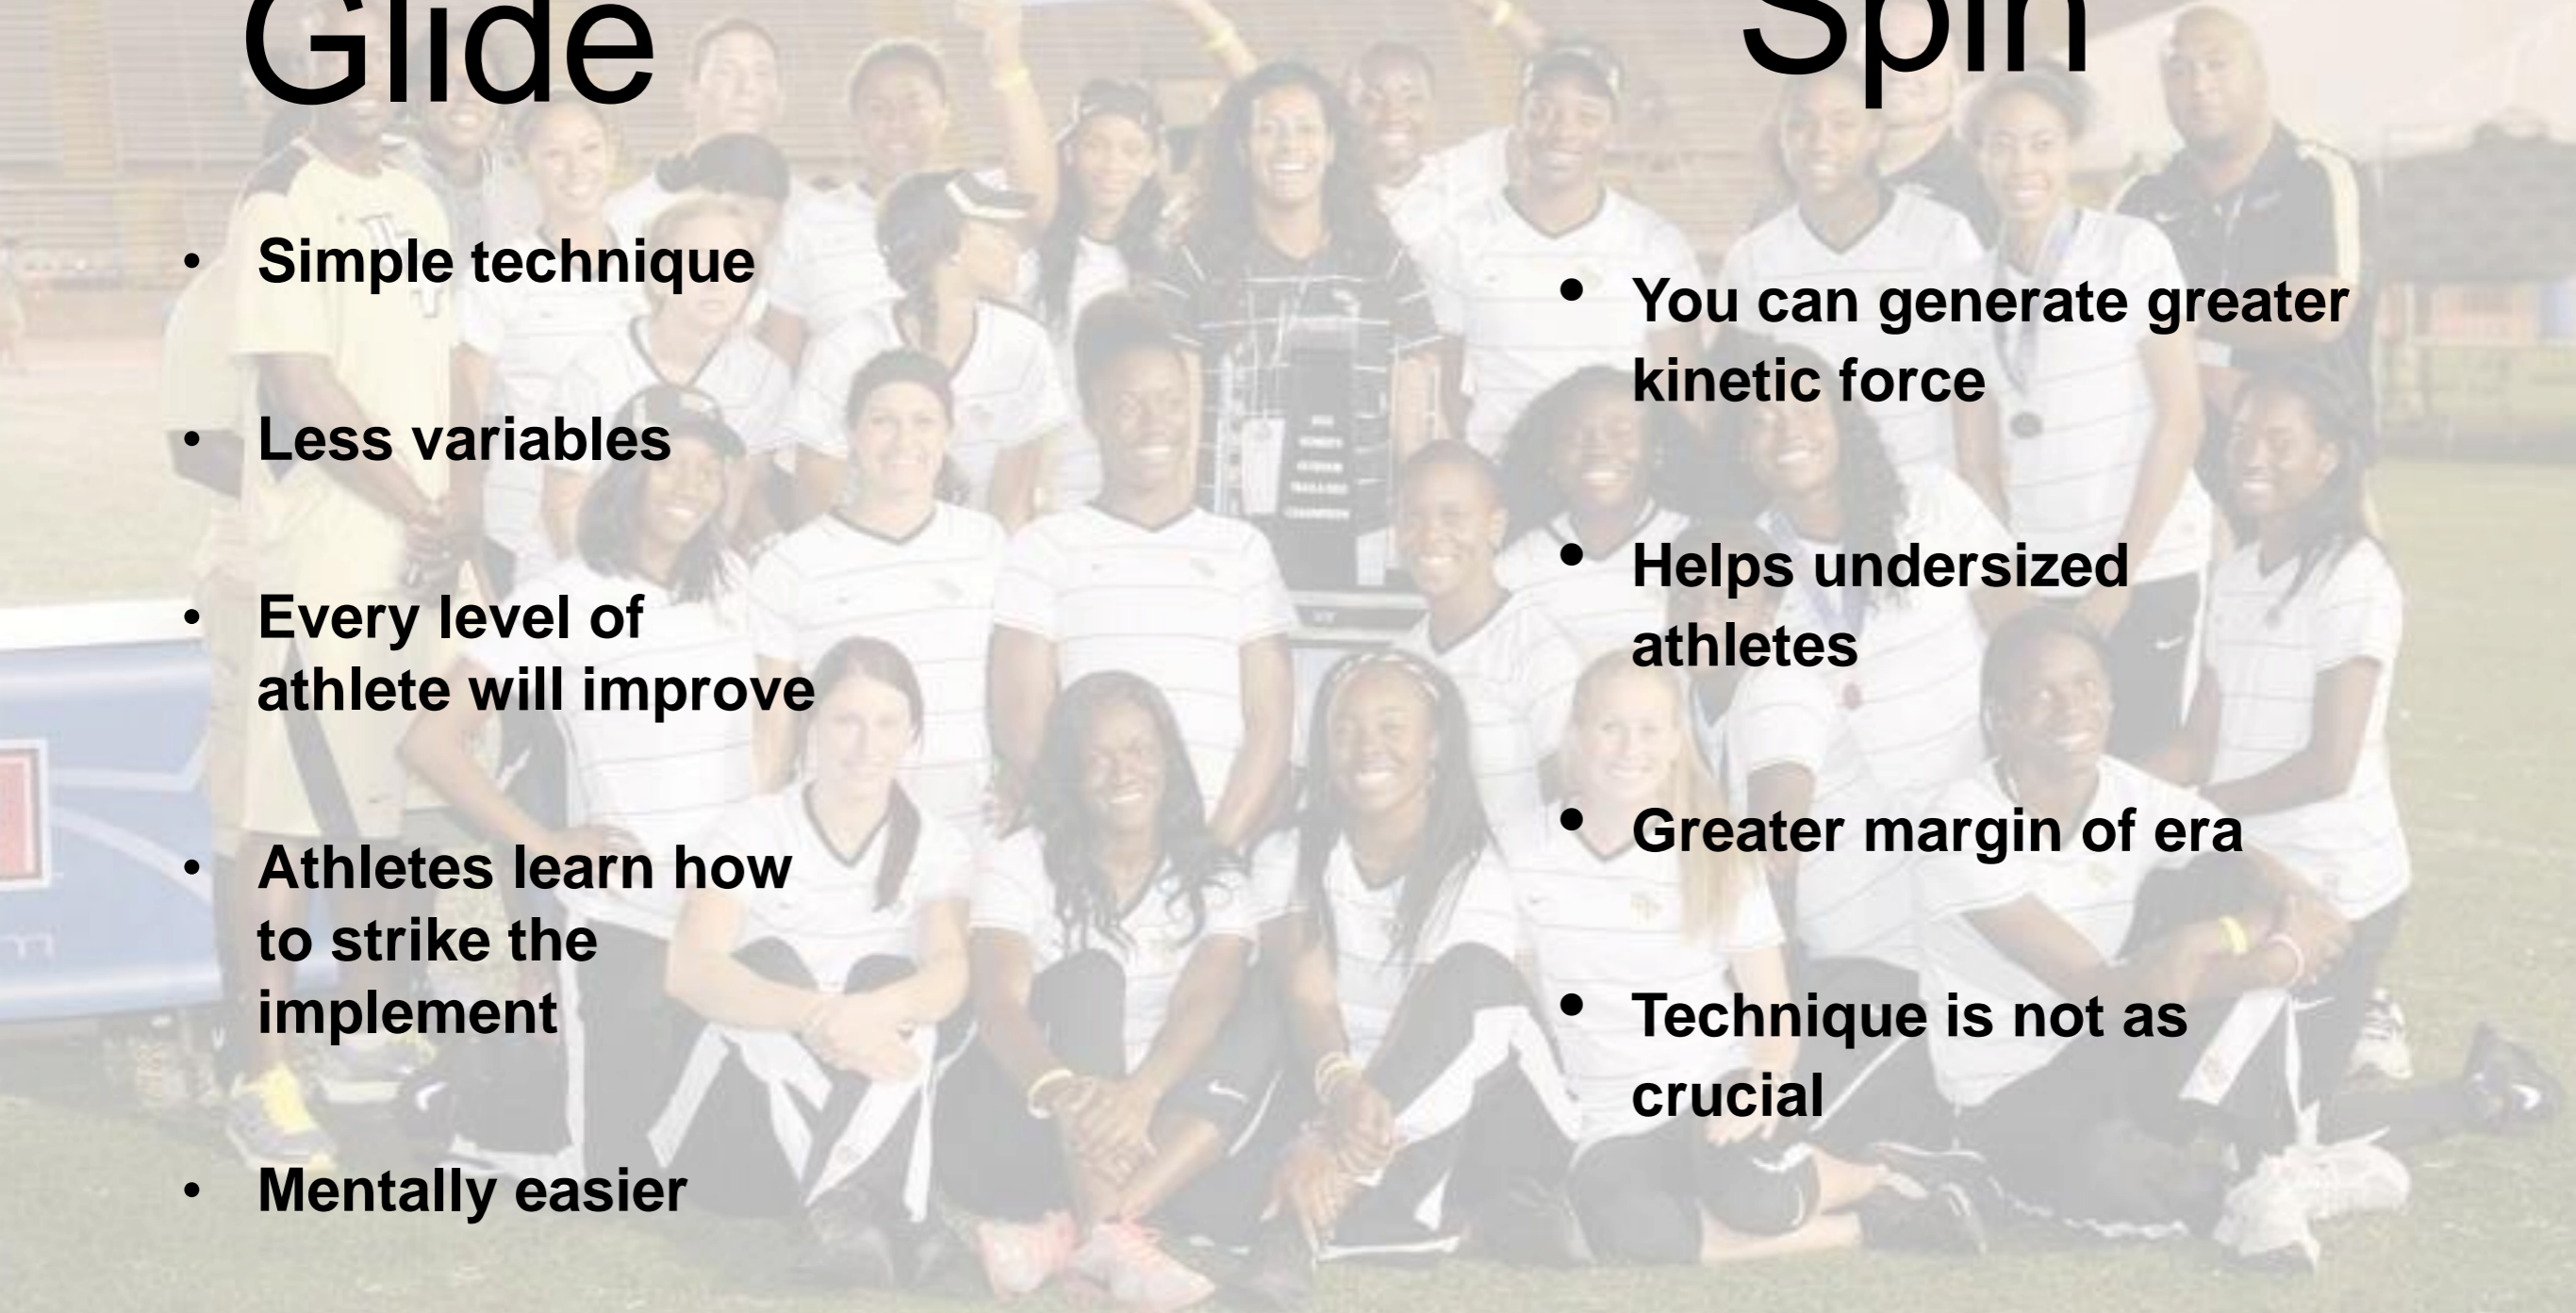 Glide
• Simple technique
• Less variables
• Every level of
athlete will improve
• Athletes learn how
to strike the
implement
• Mentally easier
Spin
• You can generate greater
kinetic force
• Helps undersized
athletes
• Greater margin of era
• Technique is not as
crucial